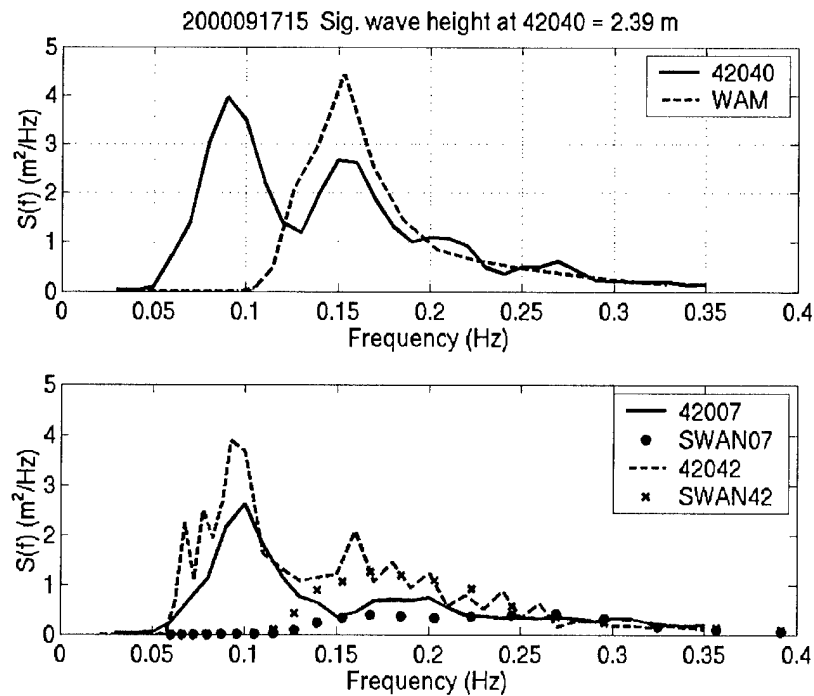 2000091715 Sig. wave height at 42040 = 2.39 m
5
4
3
2
1
0
S(f) (m²/Hz)
42040
WAM
0 0.05 0.1 0.15 0.2 0.25 0.3 0.35 0.4
Frequency (Hz)
5
4
3
2
1
0
S(f) (m²/Hz)
42007
SWAN07
42042
SWAN42
0 0.05 0.1 0.15 0.2 0.25 0.3 0.35 0.4
Frequency (Hz)